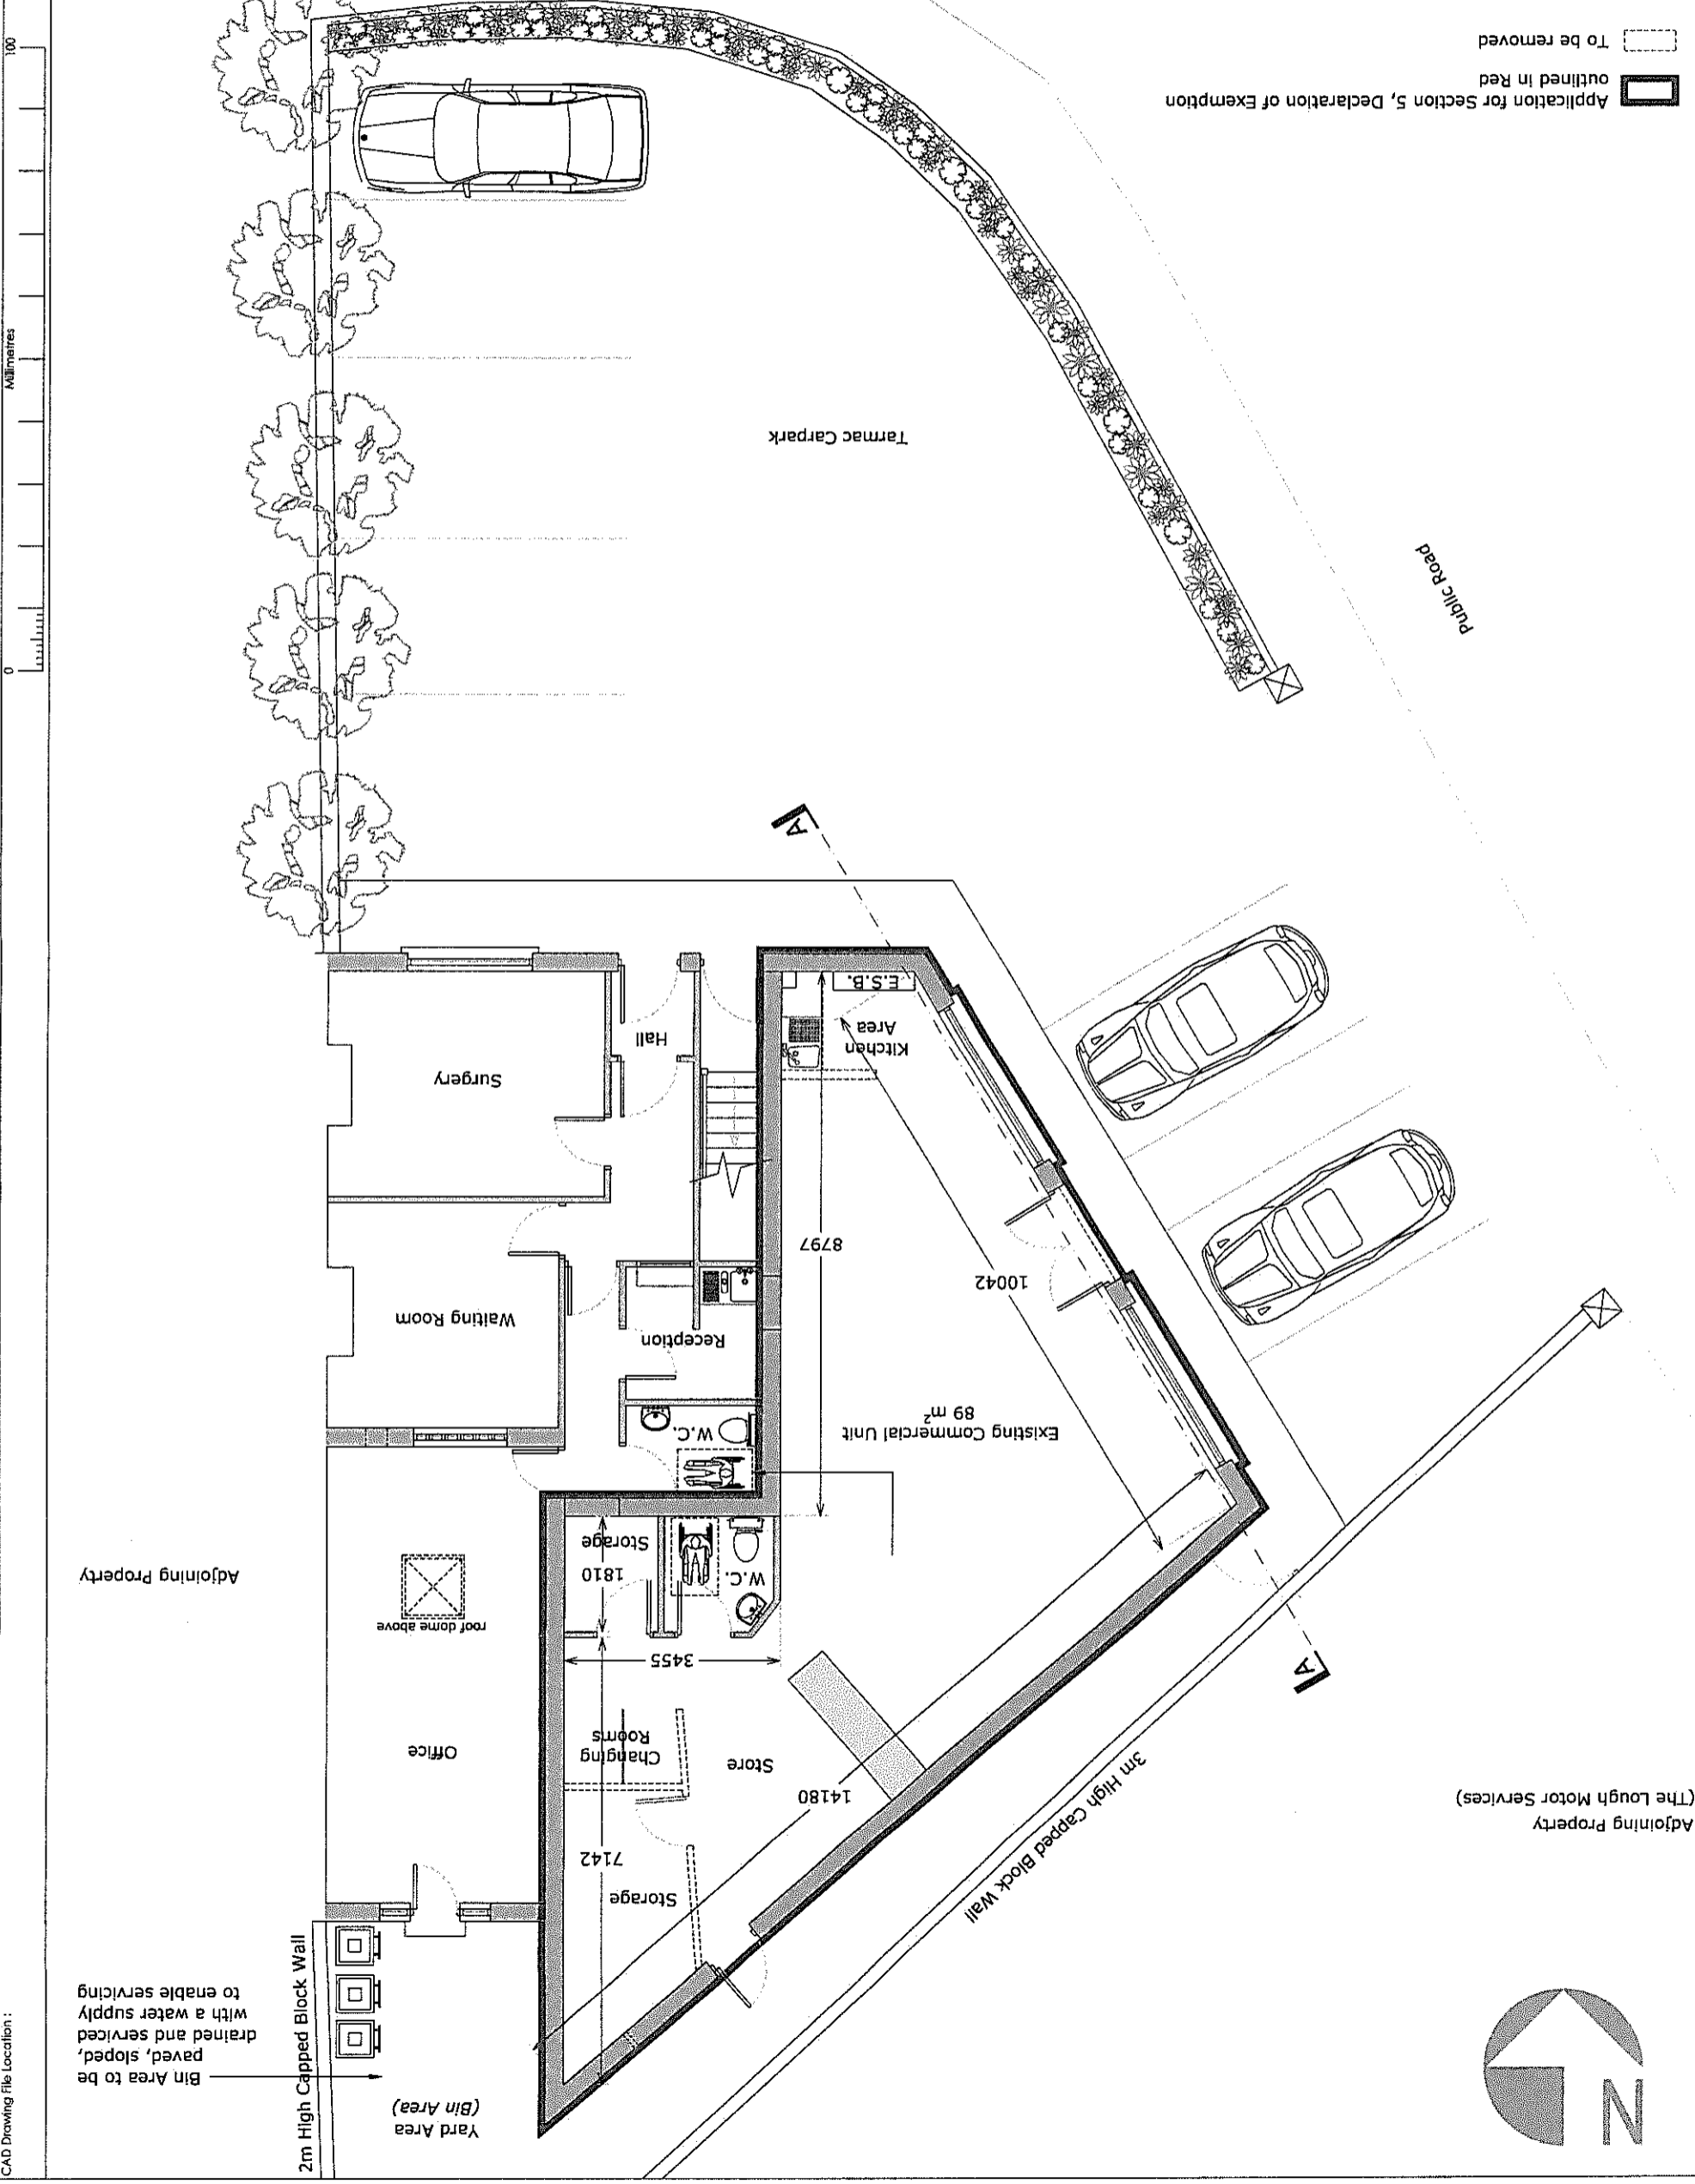 CAD Drawing File Location :
Millimetres
0
100
To be removed
Application for Section 5, Declaration of Exemption
outlined in Red
Tarmac Carpark
Public Road
A
E.S.B.
Kitchen
Area
Hall
Surgery
8797
10042
Waiting Room
Reception
Existing Commercial Unit
89 m²
W.C.
Storage
1810
W.C.
Adjoining Property
roof dome above
3455
A
Changing
Rooms
Store
Office
14180
3m High Capped Block Wall
Adjoining Property
(The Lough Motor Services)
7142
Storage
2m High Capped Block Wall
Bin Area to be
paved, sloped,
drained and serviced
with a water supply
to enable servicing
Yard Area
(Bin Area)
N